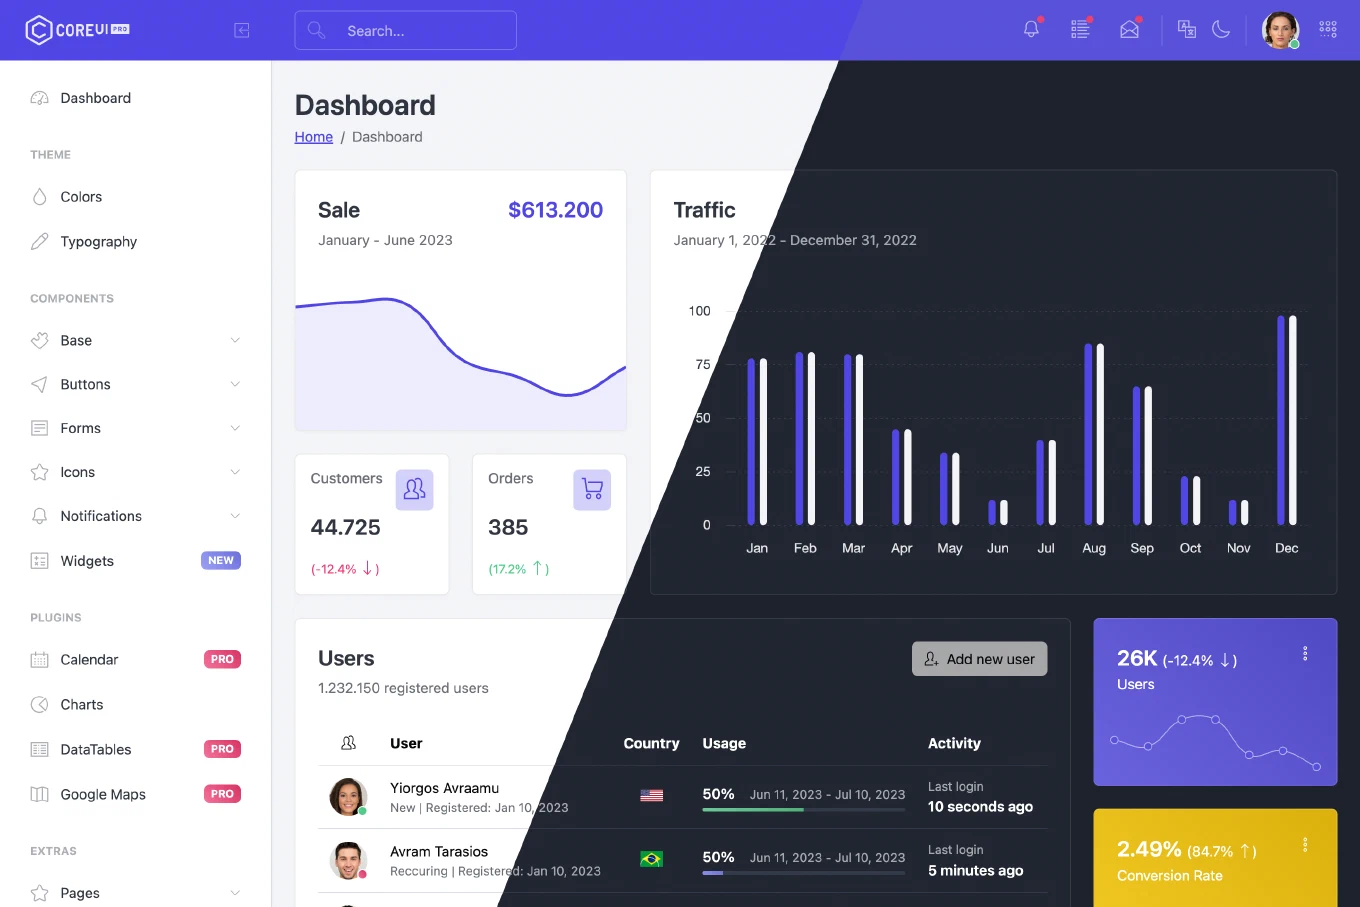 COREUI PRO
Search...
Dashboard
THEME
Colors
Typography
COMPONENTS
Base
Buttons
Forms
Icons
Notifications
Widgets NEW
PLUGINS
Calendar PRO
Charts
DataTables PRO
Google Maps PRO
EXTRAS
Pages
Dashboard
Home / Dashboard
Sale $613.200
January - June 2023
Customers
44.725
(-12.4% ↓)
Orders
385
(17.2% ↑)
Traffic
January 1, 2022 - December 31, 2022
100
75
50
25
0
Jan Feb Mar Apr May Jun Jul Aug Sep Oct Nov Dec
Users
1.232.150 registered users
Add new user
User Country Usage Activity
Yiorgos Avraamu
New | Registered: Jan 10, 2023
50% Jun 11, 2023 - Jul 10, 2023
Last login
10 seconds ago
Avram Tarasios
Reccuring | Registered: Jan 10, 2023
50% Jun 11, 2023 - Jul 10, 2023
Last login
5 minutes ago
26K (-12.4% ↓)
Users
2.49% (84.7% ↑)
Conversion Rate